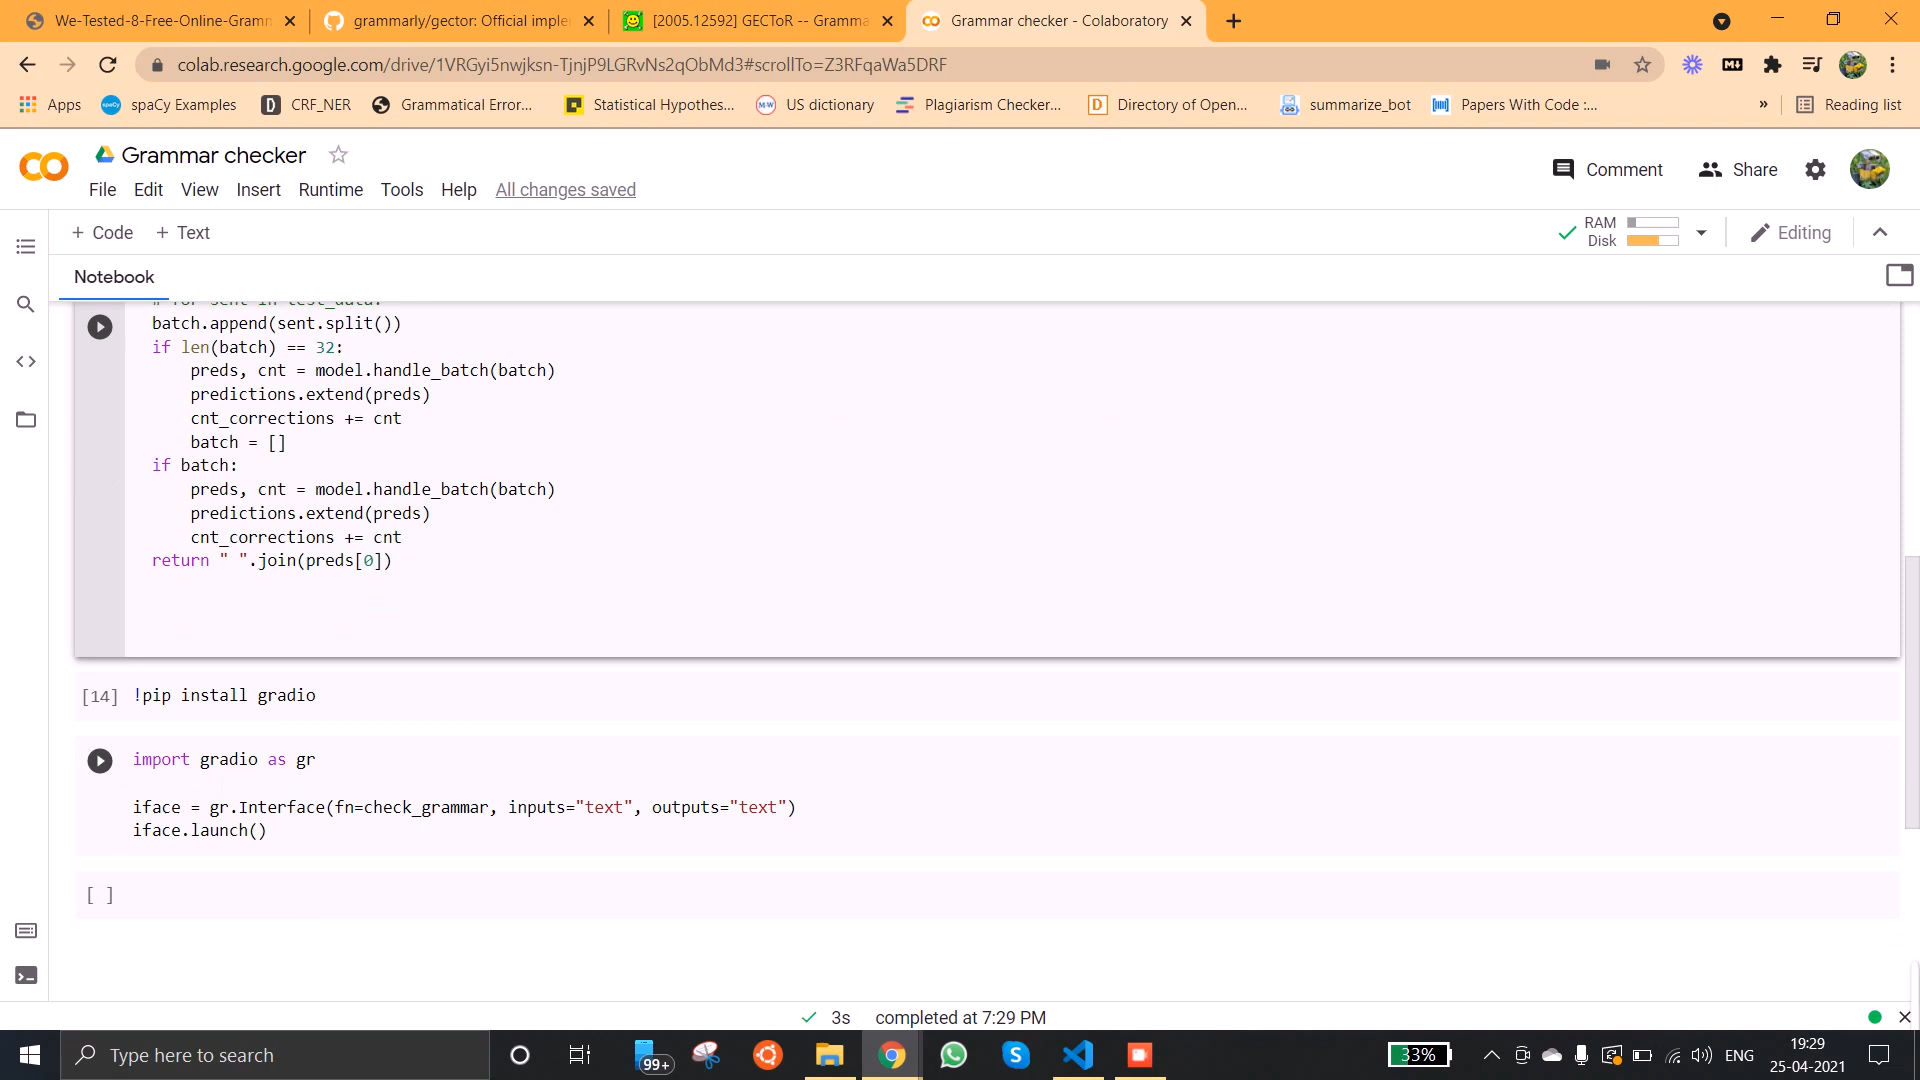 We-Tested-8-Free-Online-Gramm
grammarly/gector: Official imple
[2005.12592] GECToR -- Gramma
Grammar checker - Colaboratory
colab.research.google.com/drive/1VRGyi5nwjksn-TjnjP9LGRvNs2qObMd3#scrollTo=Z3RFqaWa5DRF
Apps
spaCy Examples
CRF_NER
Grammatical Error...
Statistical Hypothes...
US dictionary
Plagiarism Checker...
Directory of Open...
summarize_bot
Papers With Code :...
»
Reading list
Grammar checker
Comment
Share
File Edit View Insert Runtime Tools Help All changes saved
+ Code + Text
RAM
Disk
Editing
Notebook
# for sent in test_data:
batch.append(sent.split())
if len(batch) == 32:
preds, cnt = model.handle_batch(batch)
predictions.extend(preds)
cnt_corrections += cnt
batch = []
if batch:
preds, cnt = model.handle_batch(batch)
predictions.extend(preds)
cnt_corrections += cnt
return " ".join(preds[0])
[14] !pip install gradio
import gradio as gr
iface = gr.Interface(fn=check_grammar, inputs="text", outputs="text")
iface.launch()
[ ]
3s completed at 7:29 PM
Type here to search
99+
33%
ENG
19:29
25-04-2021